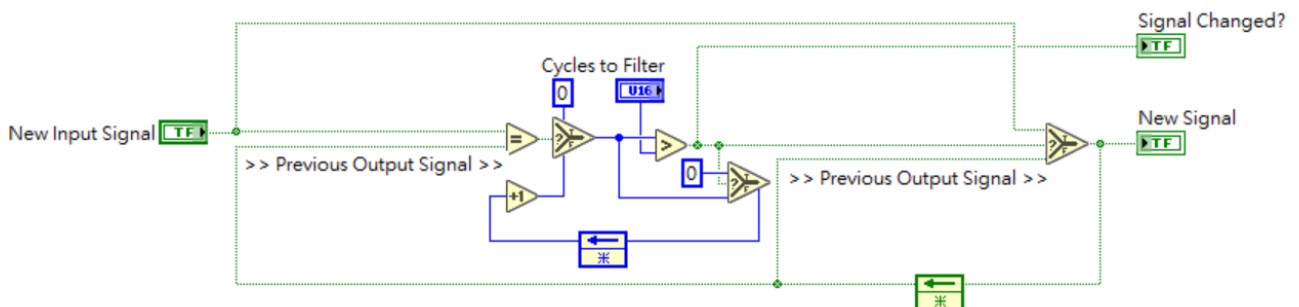 Signal Changed?
TF
Cycles to Filter
0
U16
New Input Signal
TF
=
?
T
F
>
New Signal
TF
?
T
F
>> Previous Output Signal >>
0
?
T
F
>> Previous Output Signal >>
+1